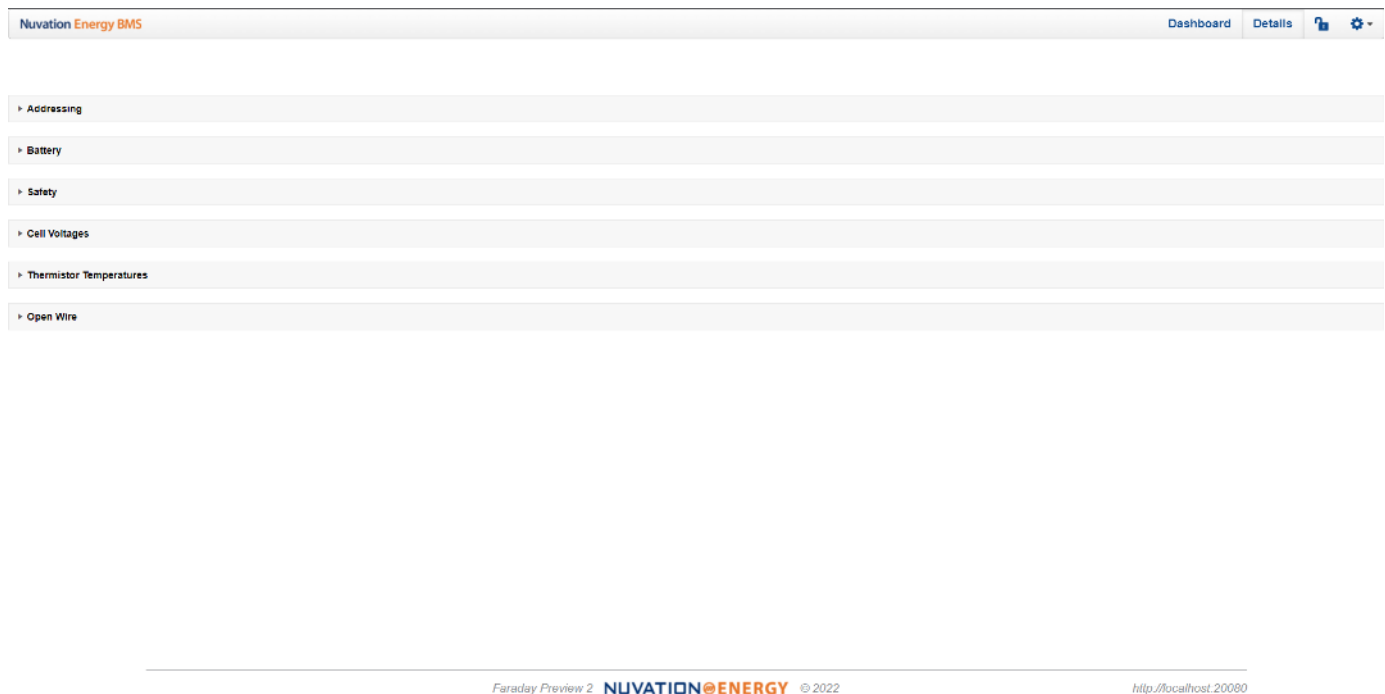 Nuvation Energy BMS Dashboard Details
Addressing
Battery
Safety
Cell Voltages
Thermistor Temperatures
Open Wire
Faraday Preview 2 NUVATION ENERGY © 2022 http://localhost:20080